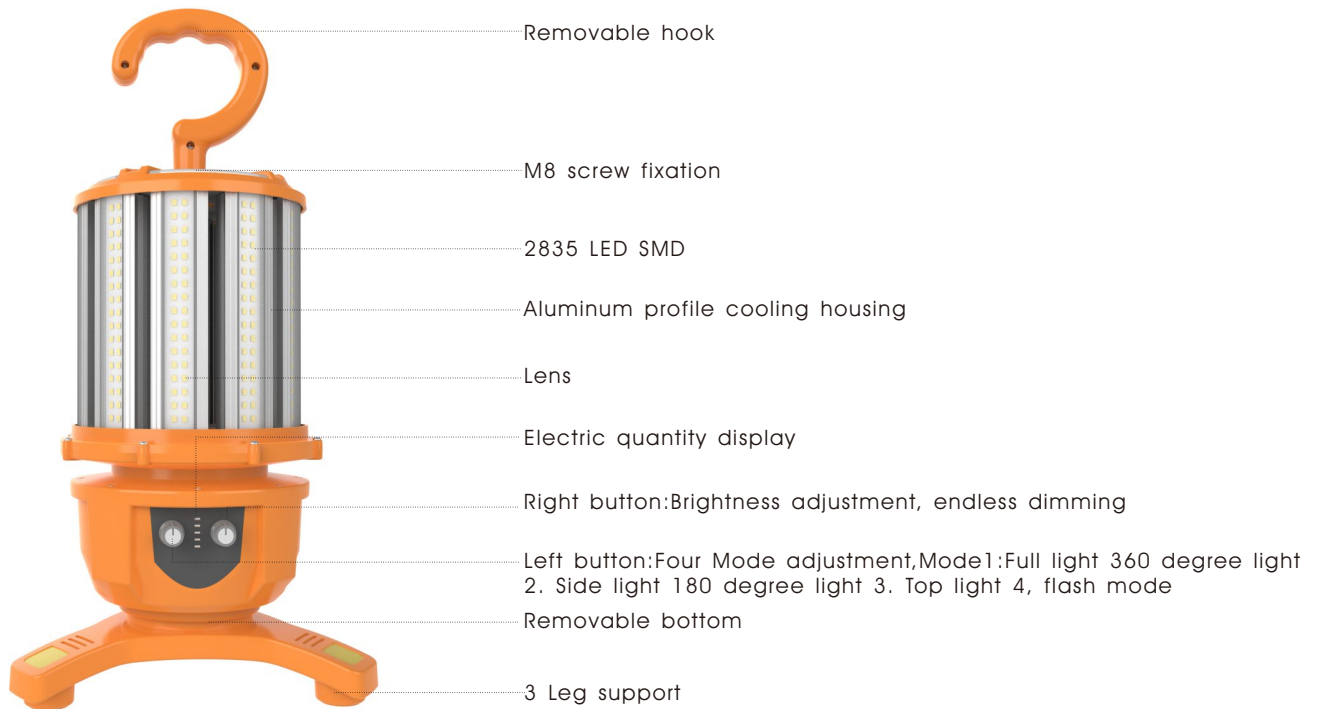 Removable hook
M8 screw fixation
2835 LED SMD
Aluminum profile cooling housing
Lens
Electric quantity display
Right button:Brightness adjustment, endless dimming
Left button:Four Mode adjustment,Mode1:Full light 360 degree light
2. Side light 180 degree light 3. Top light 4, flash mode
Removable bottom
3 Leg support